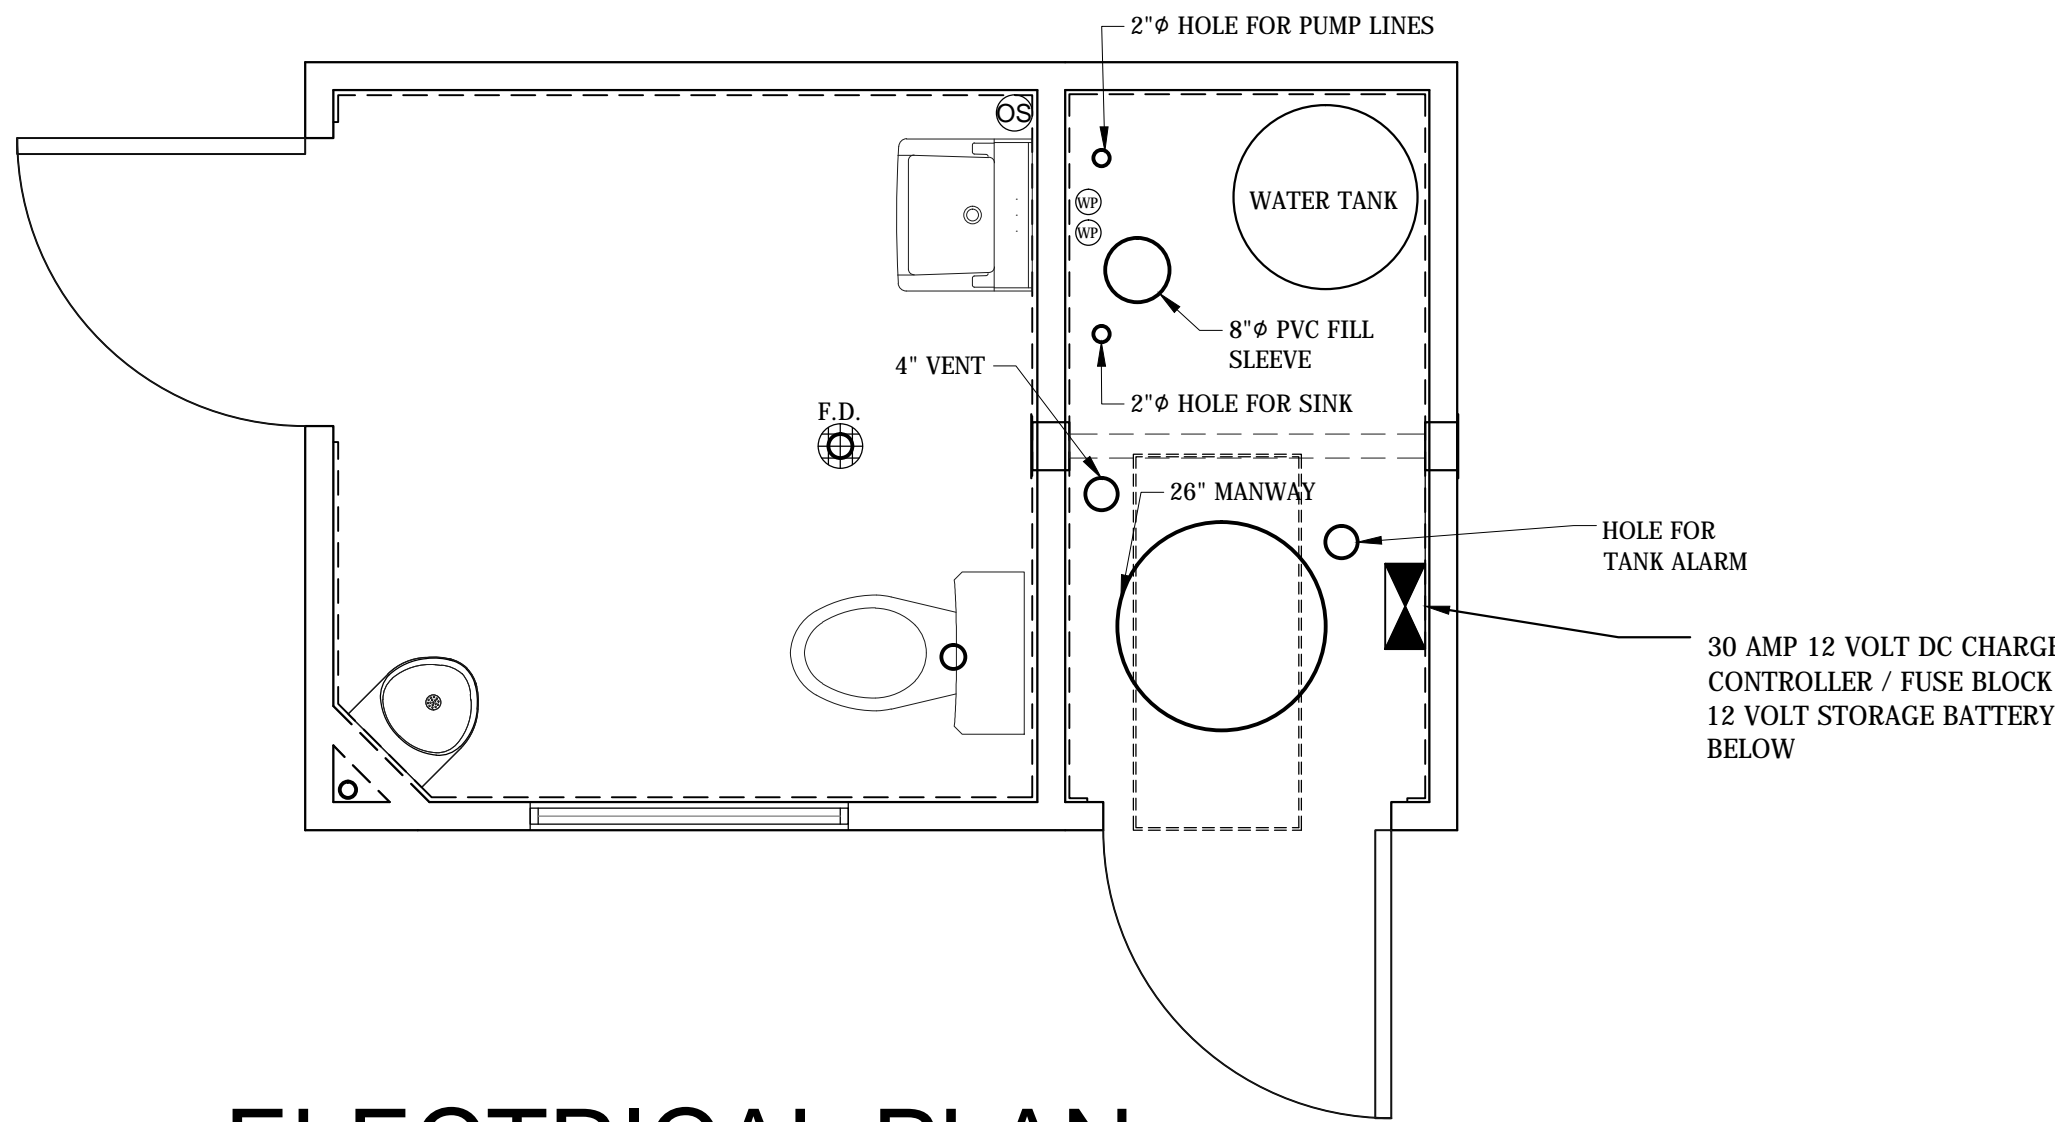 2"φ HOLE FOR PUMP LINES
OS
WATER TANK
WP
WP
8"φ PVC FILL
SLEEVE
4" VENT
2"φ HOLE FOR SINK
F.D.
26" MANWAY
HOLE FOR
TANK ALARM
30 AMP 12 VOLT DC CHARGE
CONTROLLER / FUSE BLOCK
12 VOLT STORAGE BATTERY
BELOW
ELECTRICAL PLAN